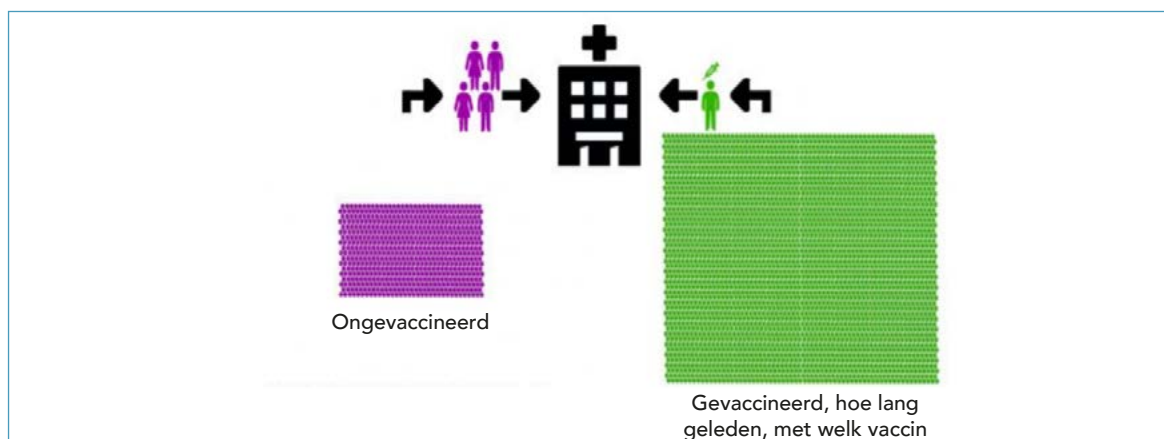 Ongevaccineerd
Gevaccineerd, hoe lang
geleden, met welk vaccin